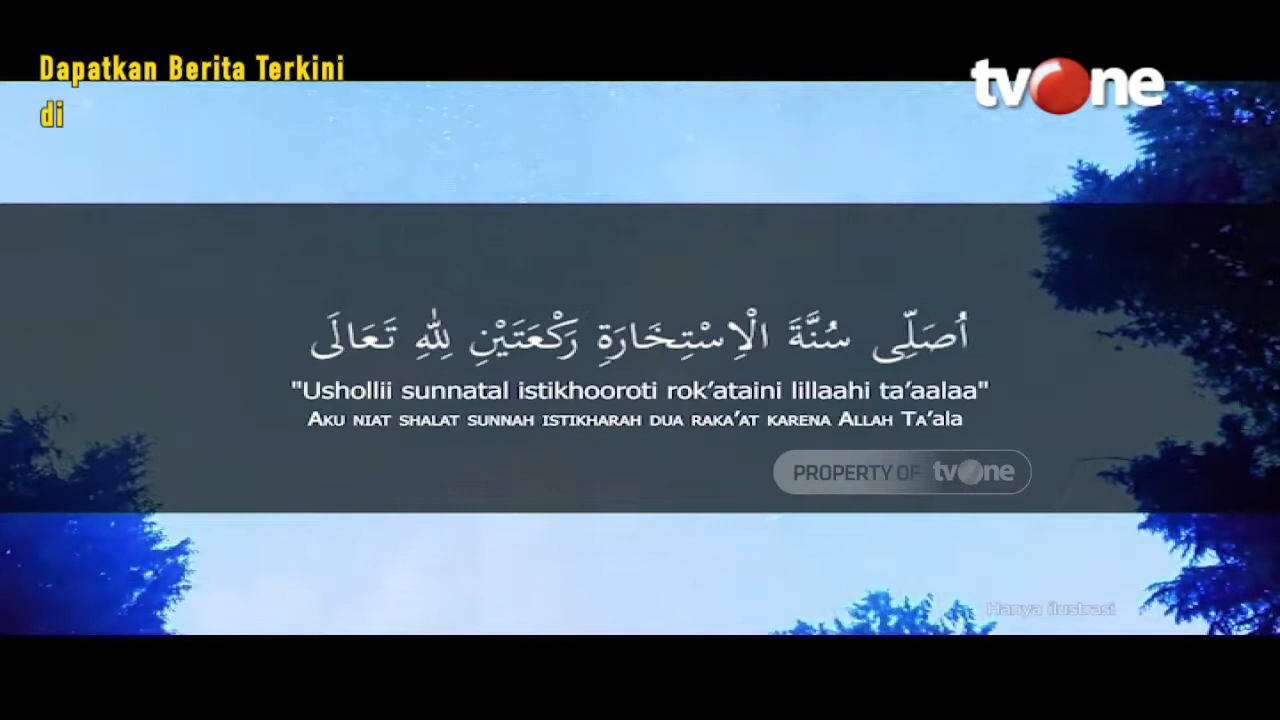 Dapatkan Berita Terkini
di
tvOne
اُصَلِّى سُنَّةَ الْاِسْتِخَارَةِ رَكْعَتَيْنِ لِلّٰهِ تَعَالَى
"Ushollii sunnatal istikhooroti rok’ataini lillaahi ta’aalaa"
Aku niat shalat sunnah istikharah dua raka’at karena Allah Ta’ala
PROPERTY OF tvOne
Hanya ilustrasi